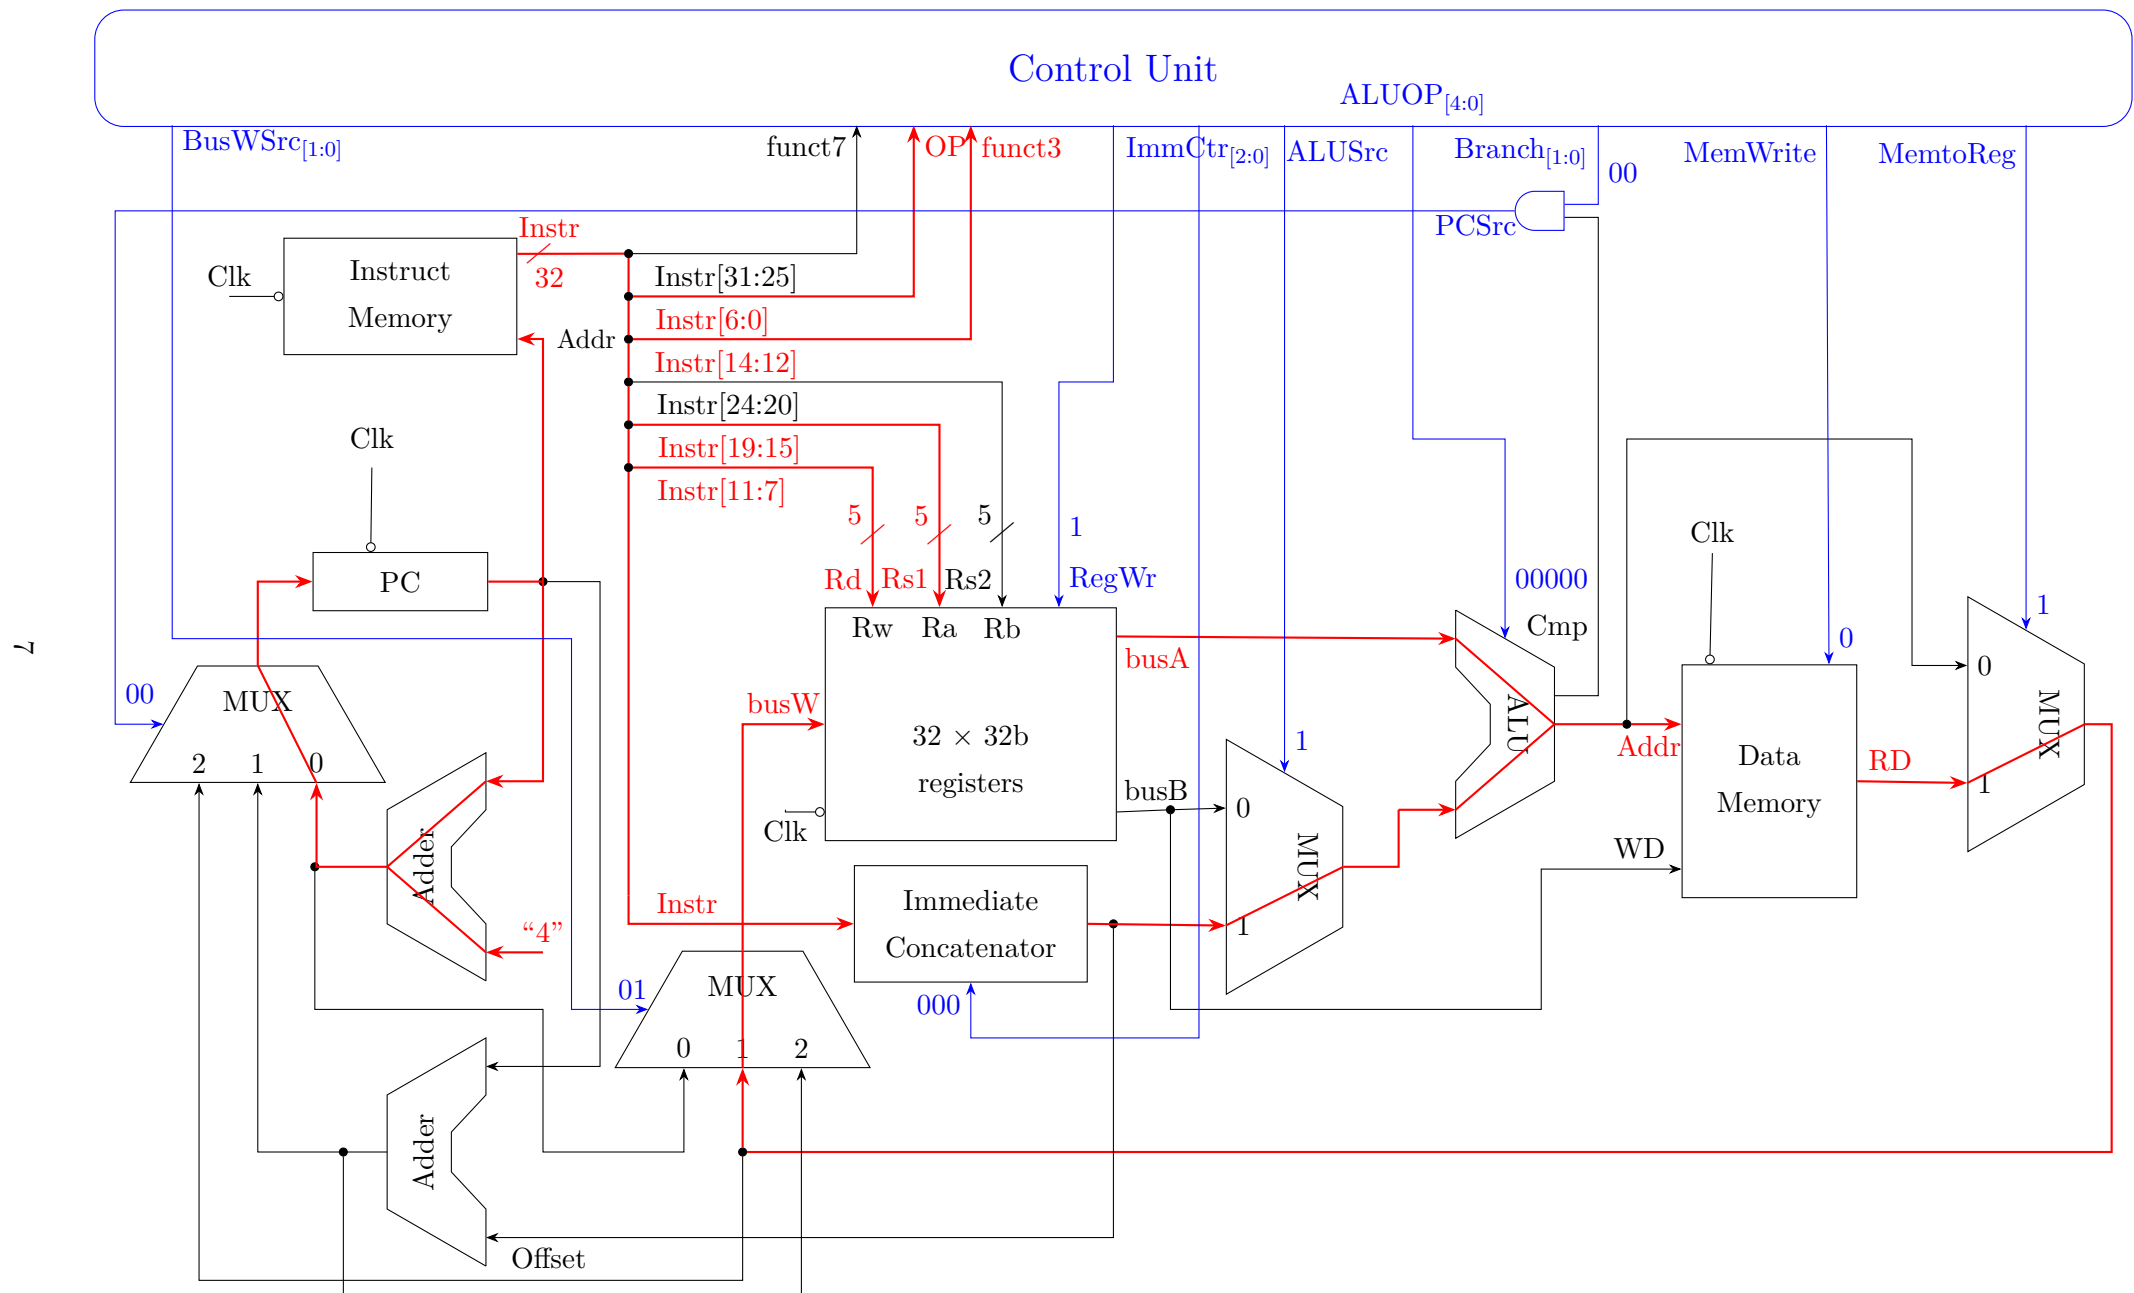 Control Unit
ALUOP[4:0]
BusWSrc[1:0]
funct7
OP
funct3
ImmCtr[2:0]
ALUSrc
Branch[1:0]
MemWrite
MemtoReg
00
PCSrc
Instr
32
Clk
Instruct
Memory
Addr
Instr[31:25]
Instr[6:0]
Instr[14:12]
Instr[24:20]
Instr[19:15]
Instr[11:7]
Clk
PC
5
5
5
1
Rd
Rs1
Rs2
RegWr
Rw
Ra
Rb
32 × 32b
registers
busW
busA
busB
Clk
00000
Cmp
ALU
Clk
0
1
Addr
Data
Memory
RD
WD
0
1
MUX
7
00
MUX
2
1
0
Adder
“4”
1
0
1
MUX
Instr
Immediate
Concatenator
000
01
MUX
0
1
2
Adder
Offset